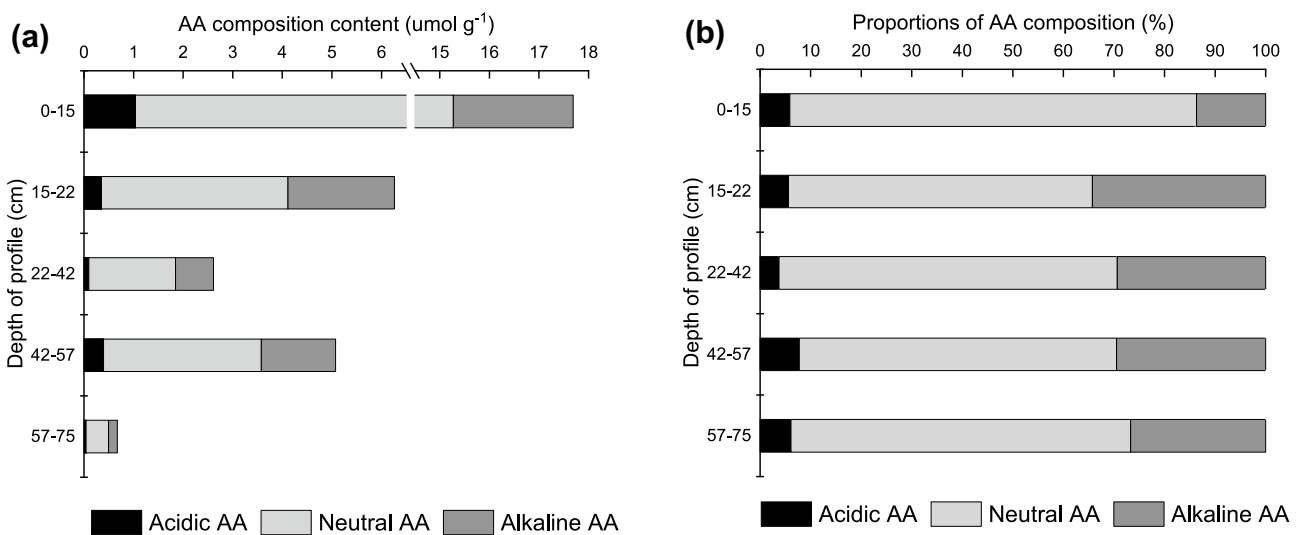 (a)
AA composition content (umol g-1)
0 1 2 3 4 5 6 15 16 17 18
Depth of profile (cm)
0-15
15-22
22-42
42-57
57-75
Acidic AA Neutral AA Alkaline AA
(b)
Proportions of AA composition (%)
0 10 20 30 40 50 60 70 80 90 100
Depth of profile (cm)
0-15
15-22
22-42
42-57
57-75
Acidic AA Neutral AA Alkaline AA